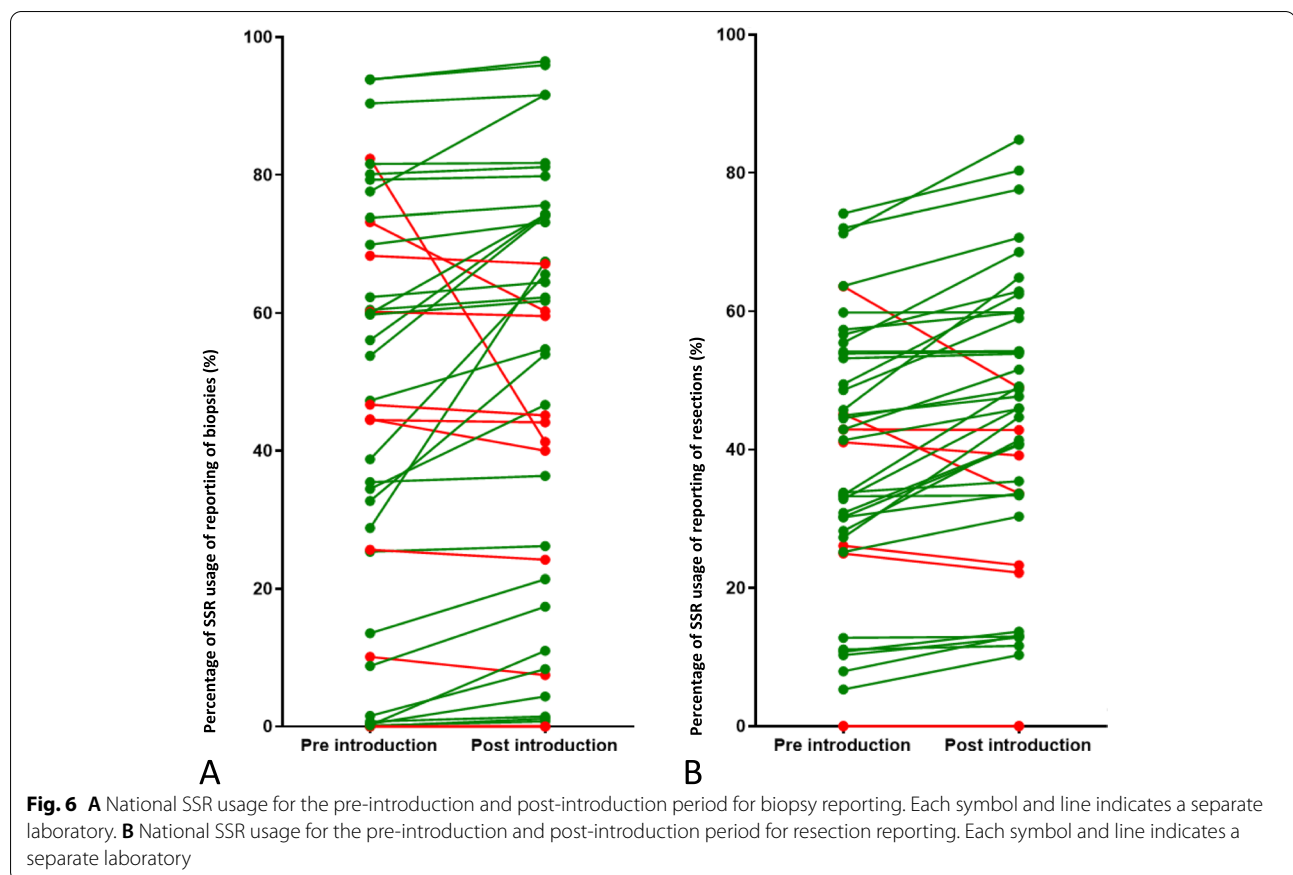 100
80
60
40
20
0
Percentage of SSR usage of reporting of biopsies (%)
Pre introduction
Post introduction
A
100
80
60
40
20
0
Percentage of SSR usage of reporting of resections (%)
Pre introduction
Post introduction
B
Fig. 6 A National SSR usage for the pre-introduction and post-introduction period for biopsy reporting. Each symbol and line indicates a separate
laboratory. B National SSR usage for the pre-introduction and post-introduction period for resection reporting. Each symbol and line indicates a
separate laboratory